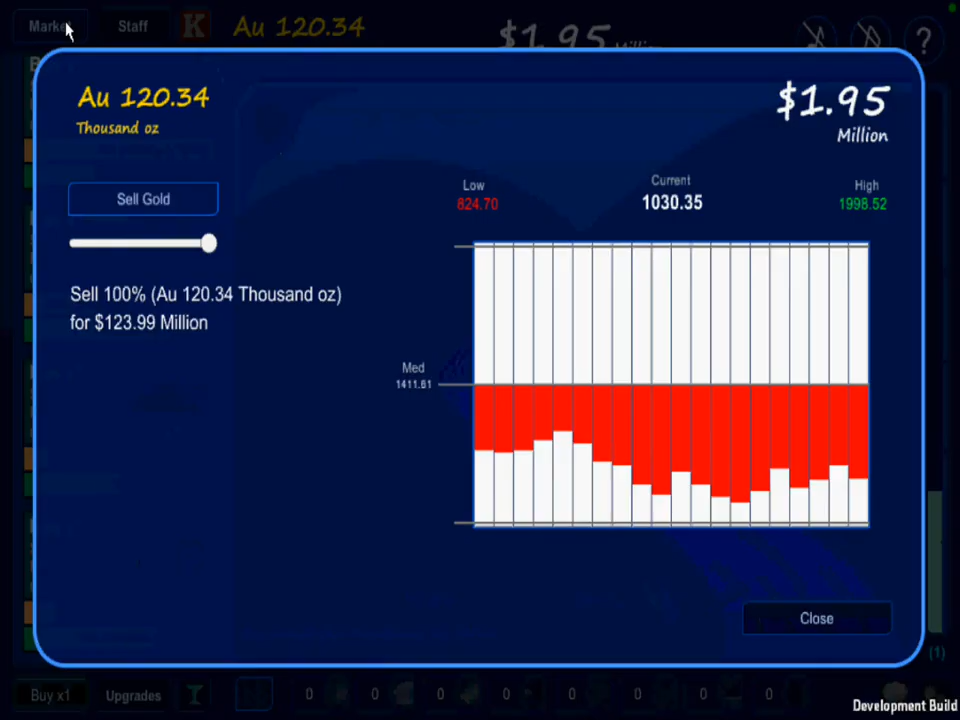 Market Staff K Au 120.34 $1.95 Million ?
Au 120.34
Thousand oz
$1.95
Million
Sell Gold
Low Current High
824.70 1030.35 1998.52
Sell 100% (Au 120.34 Thousand oz)
for $123.99 Million
Med
1411.61
Close
(1)
Buy x1 Upgrades 0 0 0 0 0 0 0 0
Development Build